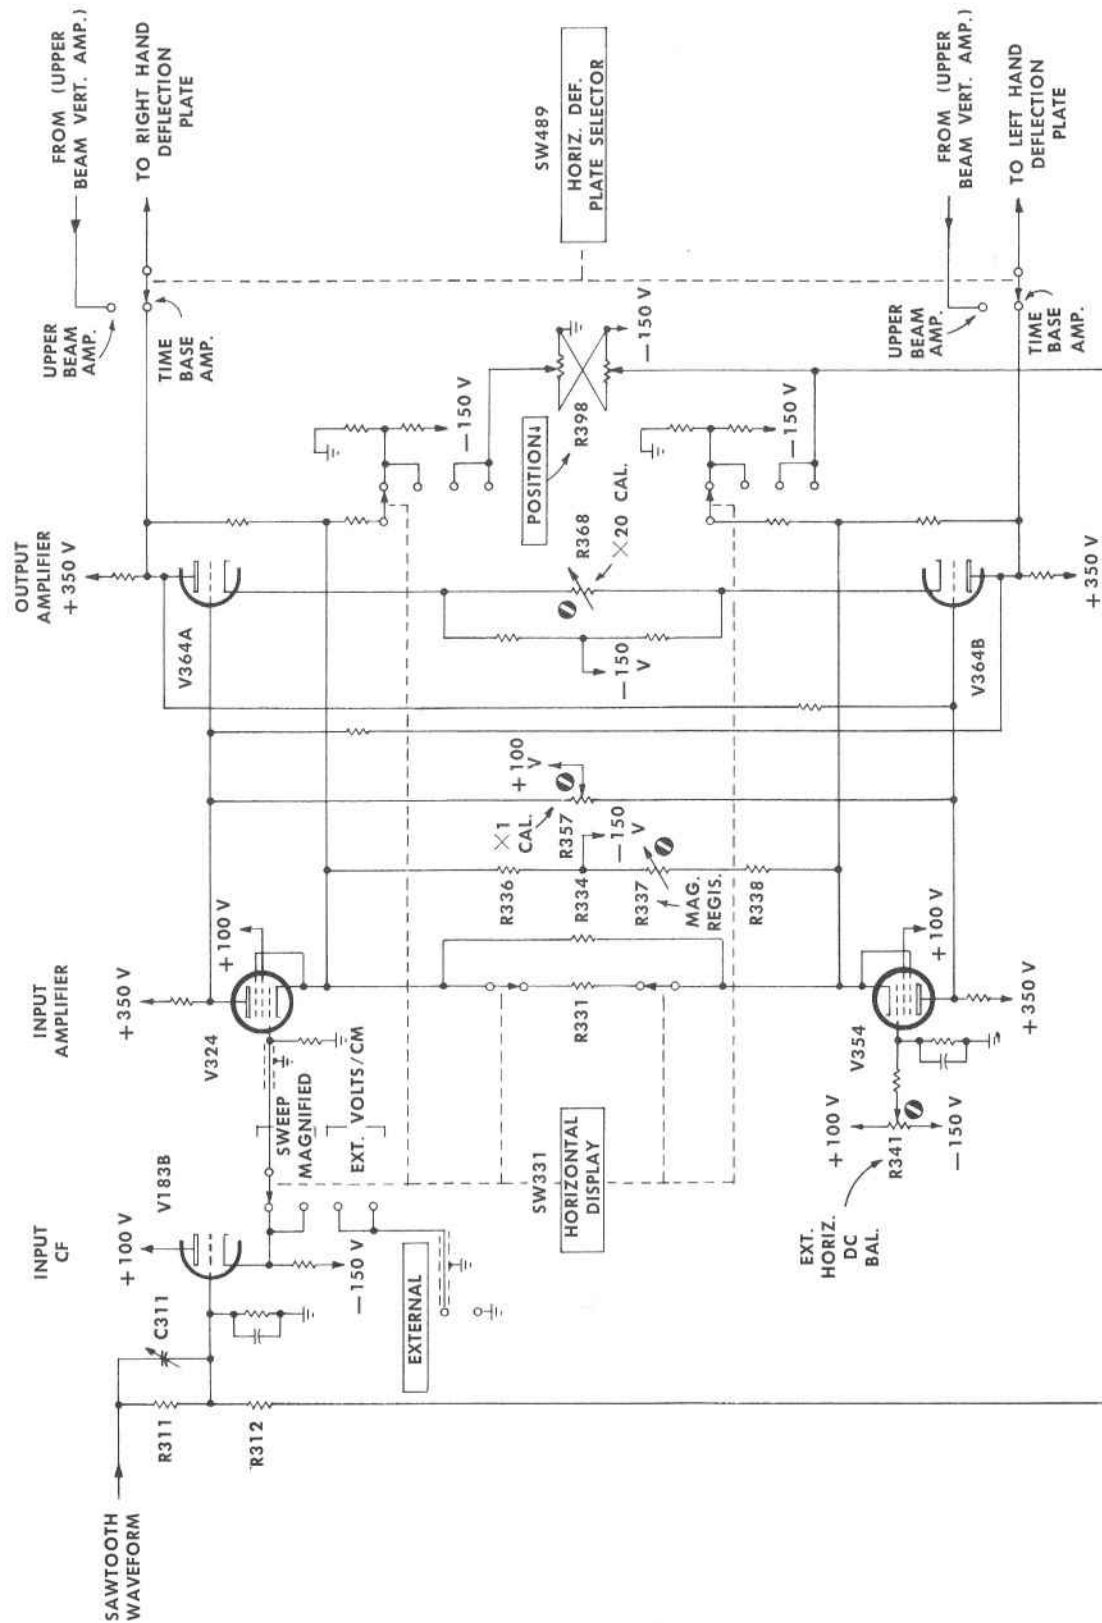 SAWTOOTH
WAVEFORM
R311
R312
C311
INPUT
CF
+100 V
V183B
—150 V
EXTERNAL
SWEEP
MAGNIFIED
EXT. VOLTS/CM
SW331
HORIZONTAL
DISPLAY
EXT.
HORIZ.
DC
BAL.
R341
+100 V
—150 V
INPUT
AMPLIFIER
+350 V
V324
+100 V
R331
V354
+100 V
+350 V
R336
R334
R337
R338
—150
V
MAG.
REGIS.
×1
CAL.
R357
+100
V
OUTPUT
AMPLIFIER
+350 V
V364A
—150
V
R368
×20 CAL.
V364B
+350 V
—150 V
POSITION
R398
—150 V
—150 V
UPPER
BEAM
AMP.
TIME
BASE
AMP.
FROM (UPPER
BEAM VERT. AMP.)
TO RIGHT HAND
DEFLECTION
PLATE
SW489
HORIZ. DEF.
PLATE SELECTOR
UPPER
BEAM
AMP.
TIME
BASE
AMP.
FROM (UPPER
BEAM VERT. AMP.)
TO LEFT HAND
DEFLECTION
PLATE